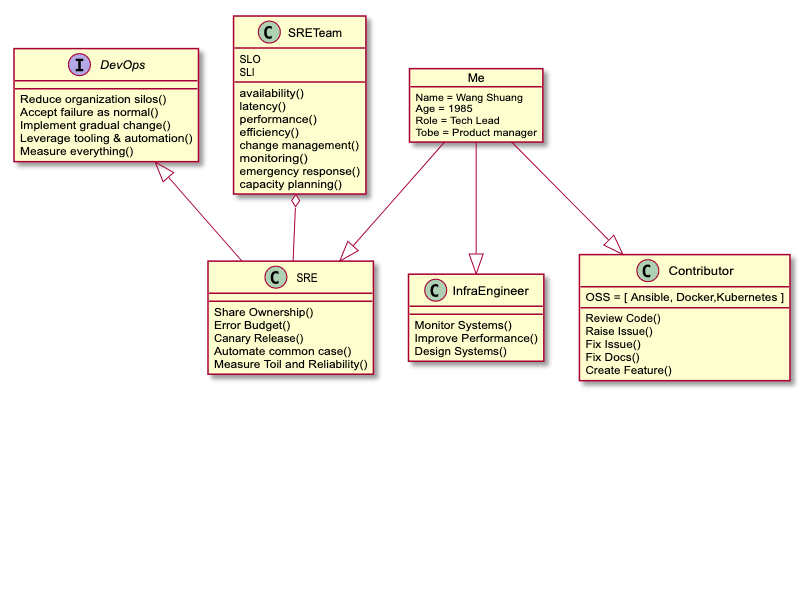 I DevOps
Reduce organization silos()
Accept failure as normal()
Implement gradual change()
Leverage tooling & automation()
Measure everything()
C SRETeam
SLO
SLI
availability()
latency()
performance()
efficiency()
change management()
monitoring()
emergency response()
capacity planning()
Me
Name = Wang Shuang
Age = 1985
Role = Tech Lead
Tobe = Product manager
C SRE
Share Ownership()
Error Budget()
Canary Release()
Automate common case()
Measure Toil and Reliability()
C InfraEngineer
Monitor Systems()
Improve Performance()
Design Systems()
C Contributor
OSS = [ Ansible, Docker,Kubernetes ]
Review Code()
Raise Issue()
Fix Issue()
Fix Docs()
Create Feature()